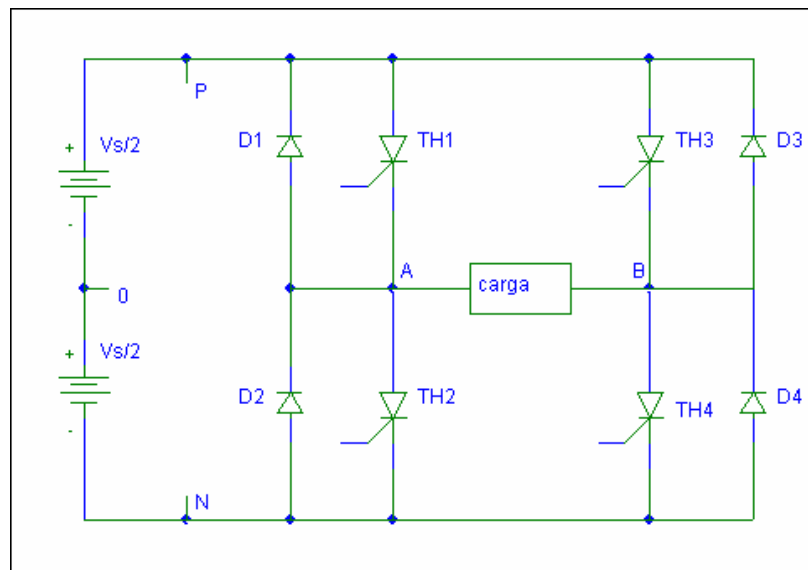 P
+ Vs/2
D1
TH1
TH3
D3
-
A
B
carga
0
+ Vs/2
D2
TH2
TH4
D4
-
N